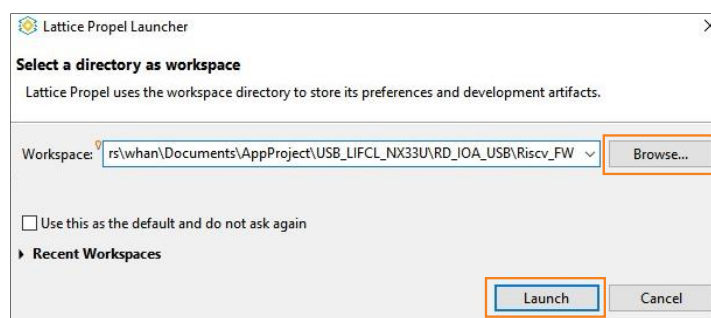 Lattice Propel Launcher
Select a directory as workspace
Lattice Propel uses the workspace directory to store its preferences and development artifacts.
Workspace: rs\whan\Documents\AppProject\USB_LIFCL_NX33U\RD_IOA_USB\Riscv_FW Browse...
Use this as the default and do not ask again
Recent Workspaces
Launch Cancel